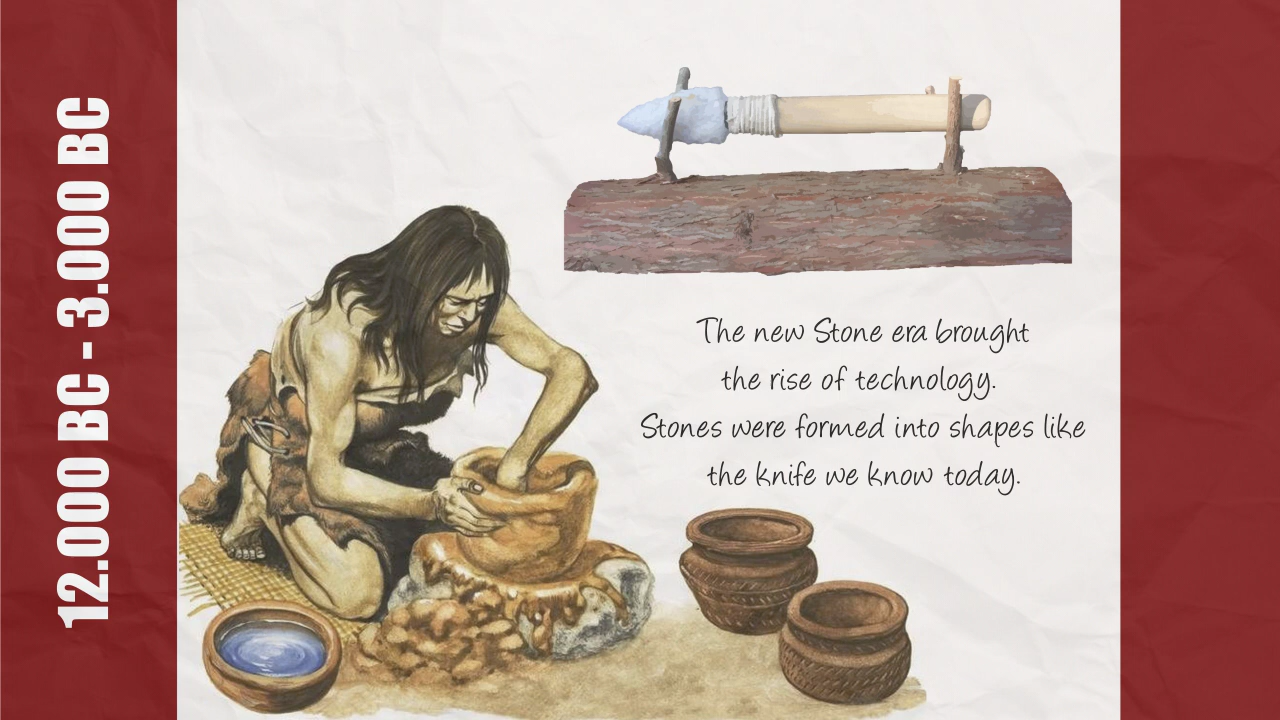 12.000 BC - 3.000 BC
The new Stone era brought
the rise of technology.
Stones were formed into shapes like
the knife we know today.